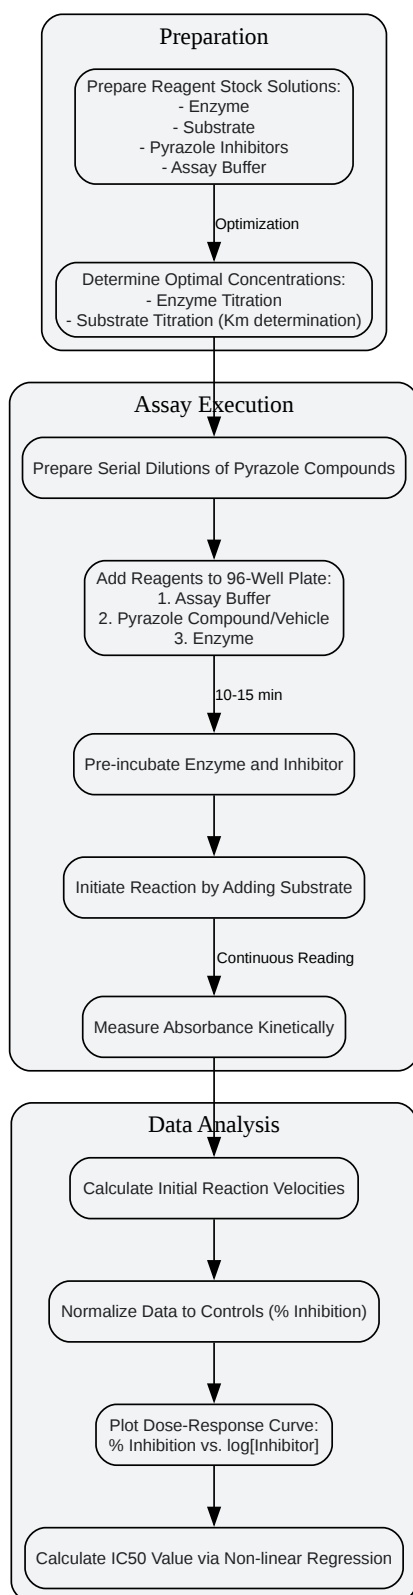 Preparation
Prepare Reagent Stock Solutions:
- Enzyme
- Substrate
- Pyrazole Inhibitors
- Assay Buffer
Optimization
Determine Optimal Concentrations:
- Enzyme Titration
- Substrate Titration (Km determination)
Assay Execution
Prepare Serial Dilutions of Pyrazole Compounds
Add Reagents to 96-Well Plate:
1. Assay Buffer
2. Pyrazole Compound/Vehicle
3. Enzyme
10-15 min
Pre-incubate Enzyme and Inhibitor
Initiate Reaction by Adding Substrate
Continuous Reading
Measure Absorbance Kinetically
Data Analysis
Calculate Initial Reaction Velocities
Normalize Data to Controls (% Inhibition)
Plot Dose-Response Curve:
% Inhibition vs. log[Inhibitor]
Calculate IC50 Value via Non-linear Regression